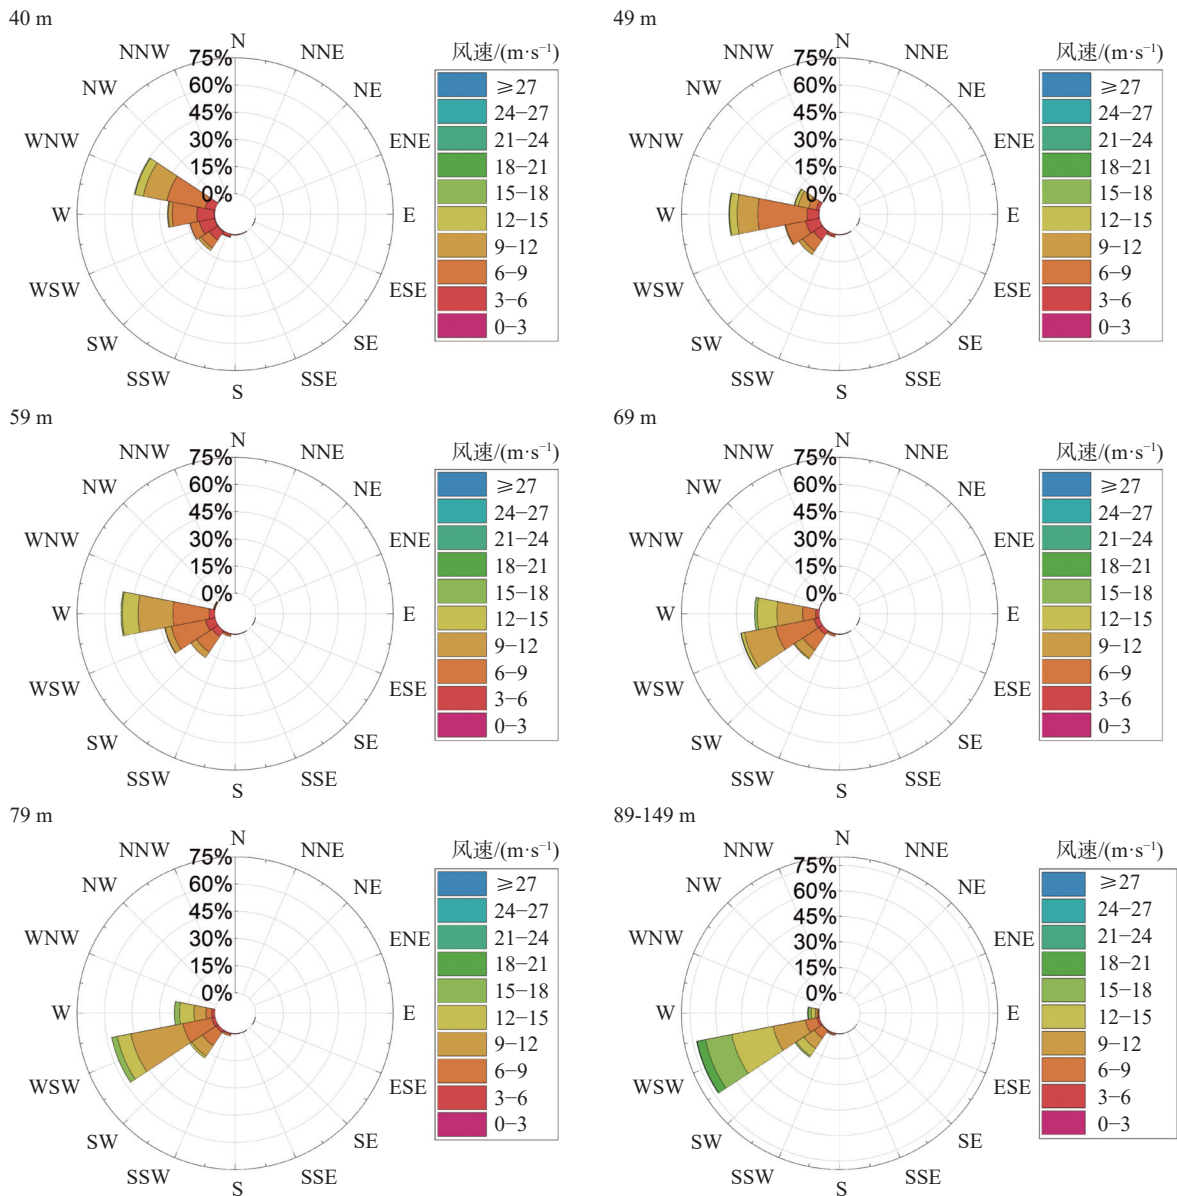 40 m
N
NNE
NE
ENE
E
ESE
SE
SSE
S
SSW
SW
WSW
W
WNW
NW
NNW
75%
60%
45%
30%
15%
0%
风速/(m·s⁻¹)
≥27
24−27
21−24
18−21
15−18
12−15
9−12
6−9
3−6
0−3
49 m
N
NNE
NE
ENE
E
ESE
SE
SSE
S
SSW
SW
WSW
W
WNW
NW
NNW
75%
60%
45%
30%
15%
0%
风速/(m·s⁻¹)
≥27
24−27
21−24
18−21
15−18
12−15
9−12
6−9
3−6
0−3
59 m
N
NNE
NE
ENE
E
ESE
SE
SSE
S
SSW
SW
WSW
W
WNW
NW
NNW
75%
60%
45%
30%
15%
0%
风速/(m·s⁻¹)
≥27
24−27
21−24
18−21
15−18
12−15
9−12
6−9
3−6
0−3
69 m
N
NNE
NE
ENE
E
ESE
SE
SSE
S
SSW
SW
WSW
W
WNW
NW
NNW
75%
60%
45%
30%
15%
0%
风速/(m·s⁻¹)
≥27
24−27
21−24
18−21
15−18
12−15
9−12
6−9
3−6
0−3
79 m
N
NNE
NE
ENE
E
ESE
SE
SSE
S
SSW
SW
WSW
W
WNW
NW
NNW
75%
60%
45%
30%
15%
0%
风速/(m·s⁻¹)
≥27
24−27
21−24
18−21
15−18
12−15
9−12
6−9
3−6
0−3
89-149 m
N
NNE
NE
ENE
E
ESE
SE
SSE
S
SSW
SW
WSW
W
WNW
NW
NNW
75%
60%
45%
30%
15%
0%
风速/(m·s⁻¹)
≥27
24−27
21−24
18−21
15−18
12−15
9−12
6−9
3−6
0−3